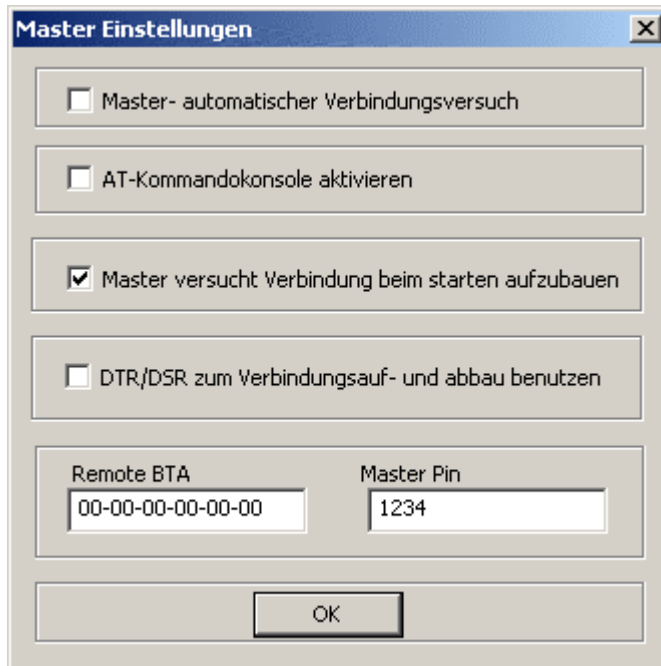 Master Einstellungen
Master- automatischer Verbindungsversuch
AT-Kommandokonsole aktivieren
Master versucht Verbindung beim starten aufzubauen
DTR/DSR zum Verbindungsauf- und abbau benutzen
Remote BTA Master Pin
00-00-00-00-00-00 1234
OK